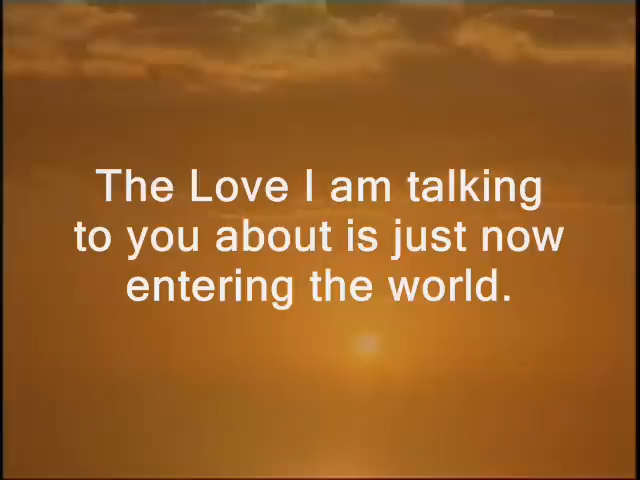 The Love I am talking
to you about is just now
entering the world.